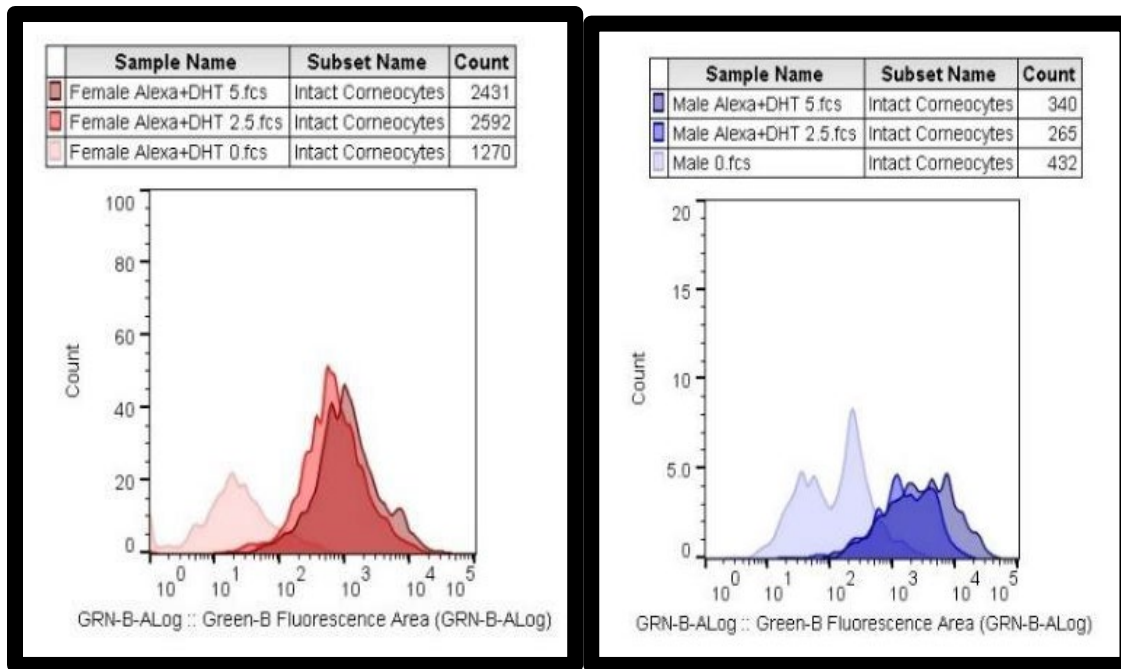 Sample Name Subset Name Count
Female Alexa+DHT 5.fcs Intact Corneocytes 2431
Female Alexa+DHT 2.5.fcs Intact Corneocytes 2592
Female Alexa+DHT 0.fcs Intact Corneocytes 1270
100
80
60
40
20
0
Count
10^0 10^1 10^2 10^3 10^4 10^5
GRN-B-ALog :: Green-B Fluorescence Area (GRN-B-ALog)
Sample Name Subset Name Count
Male Alexa+DHT 5.fcs Intact Corneocytes 340
Male Alexa+DHT 2.5.fcs Intact Corneocytes 265
Male 0.fcs Intact Corneocytes 432
20
15
10
5.0
0
Count
10^0 10^1 10^2 10^3 10^4 10^5
GRN-B-ALog :: Green-B Fluorescence Area (GRN-B-ALog)